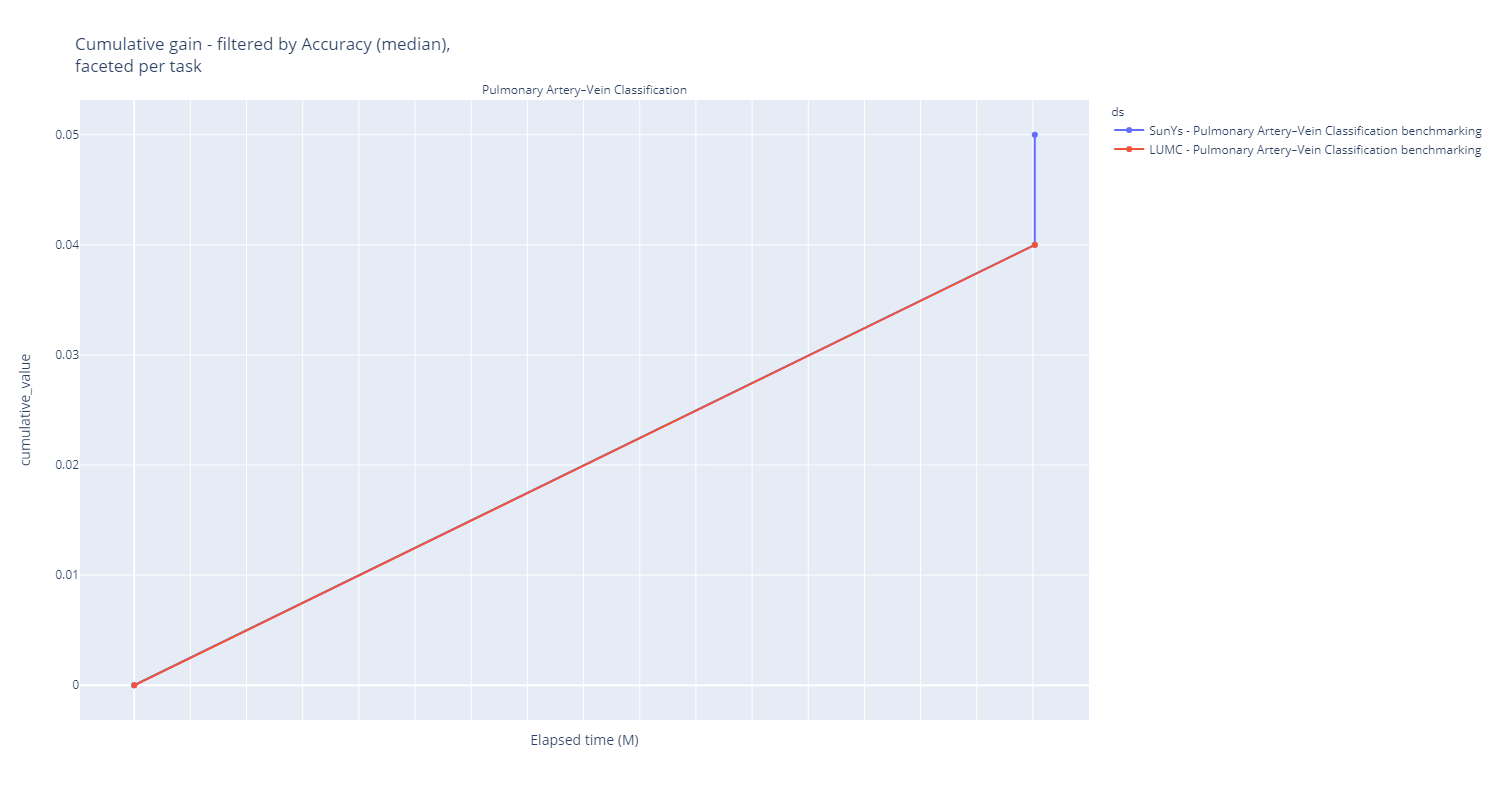 Cumulative gain - filtered by Accuracy (median),
faceted per task
Pulmonary Artery–Vein Classification
ds
SunYs - Pulmonary Artery–Vein Classification benchmarking
LUMC - Pulmonary Artery–Vein Classification benchmarking
0.05
0.04
0.03
0.02
0.01
0
cumulative_value
Elapsed time (M)